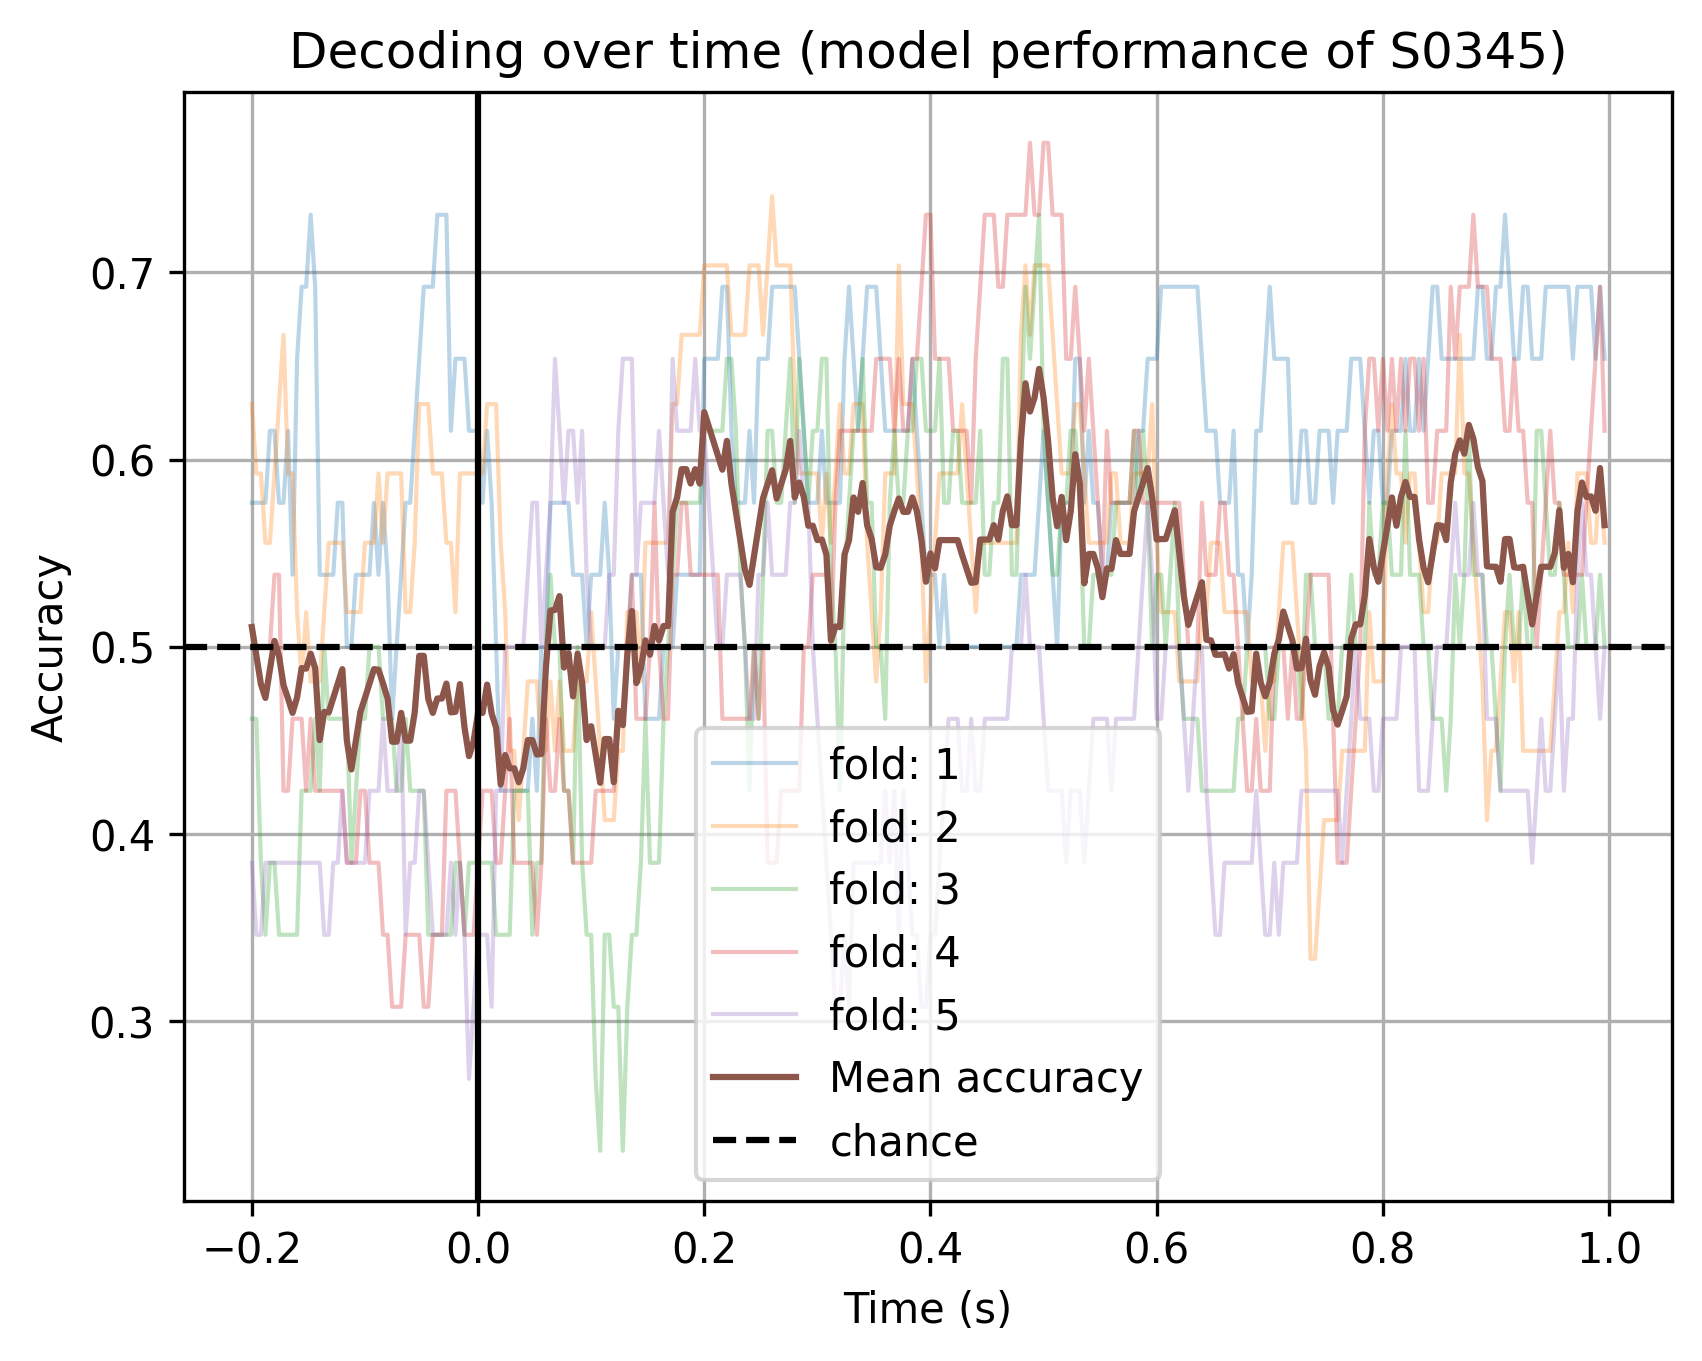 Decoding over time (model performance of S0345)
Accuracy
0.7
0.6
0.5
0.4
0.3
fold: 1
fold: 2
fold: 3
fold: 4
fold: 5
Mean accuracy
chance
−0.2 0.0 0.2 0.4 0.6 0.8 1.0
Time (s)